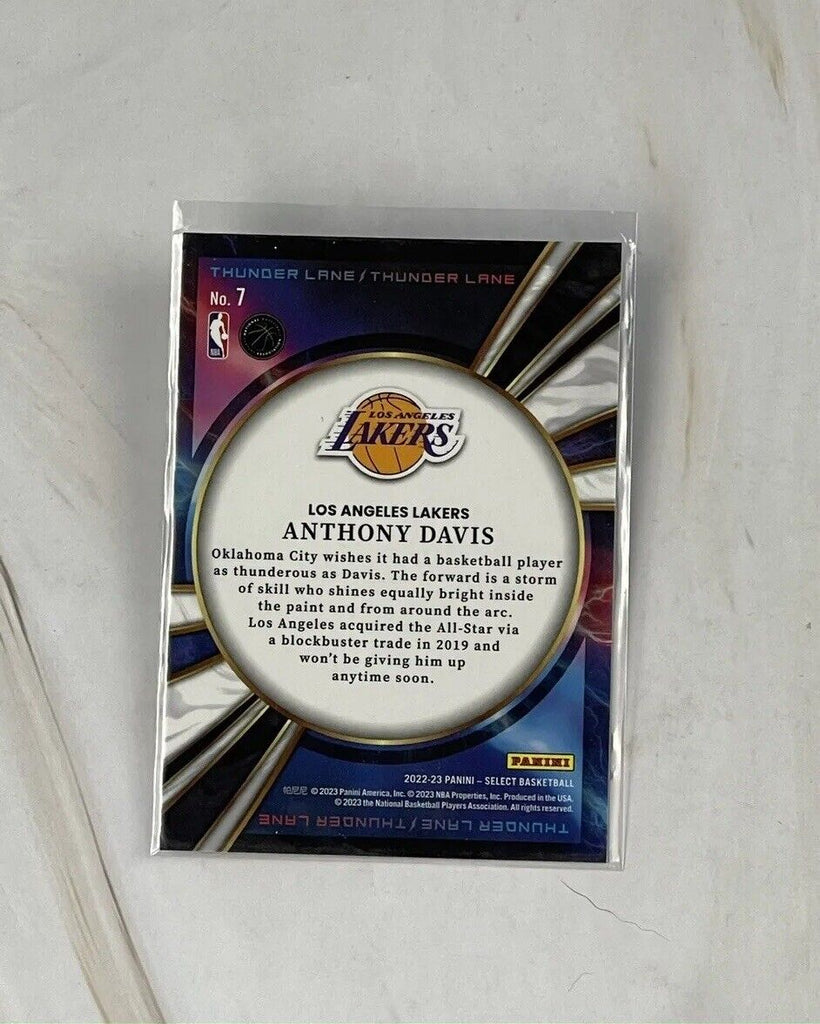 THUNDER LANE / THUNDER LANE
No. 7
NBA
LOS ANGELES
LAKERS
LOS ANGELES LAKERS
ANTHONY DAVIS
Oklahoma City wishes it had a basketball player
as thunderous as Davis. The forward is a storm
of skill who shines equally bright inside
the paint and from around the arc.
Los Angeles acquired the All-Star via
a blockbuster trade in 2019 and
won't be giving him up
anytime soon.
PANINI
2022-23 PANINI – SELECT BASKETBALL
帕尼尼 © 2023 Panini America, Inc. © 2023 NBA Properties, Inc. Produced in the USA.
© 2023 the National Basketball Players Association. All rights reserved.
THUNDER LANE / THUNDER LANE